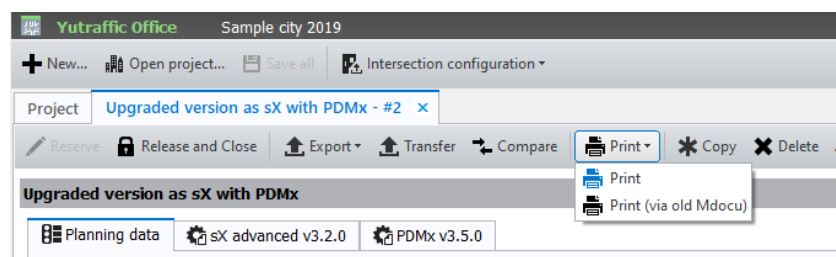 Yutraffic Office Sample city 2019
New... Open project... Save all Intersection configuration
Project Upgraded version as sX with PDMx - #2 ×
Reserve Release and Close Export Transfer Compare Print Copy Delete
Print
Upgraded version as sX with PDMx
Print (via old Mdocu)
Planning data sX advanced v3.2.0 PDMx v3.5.0